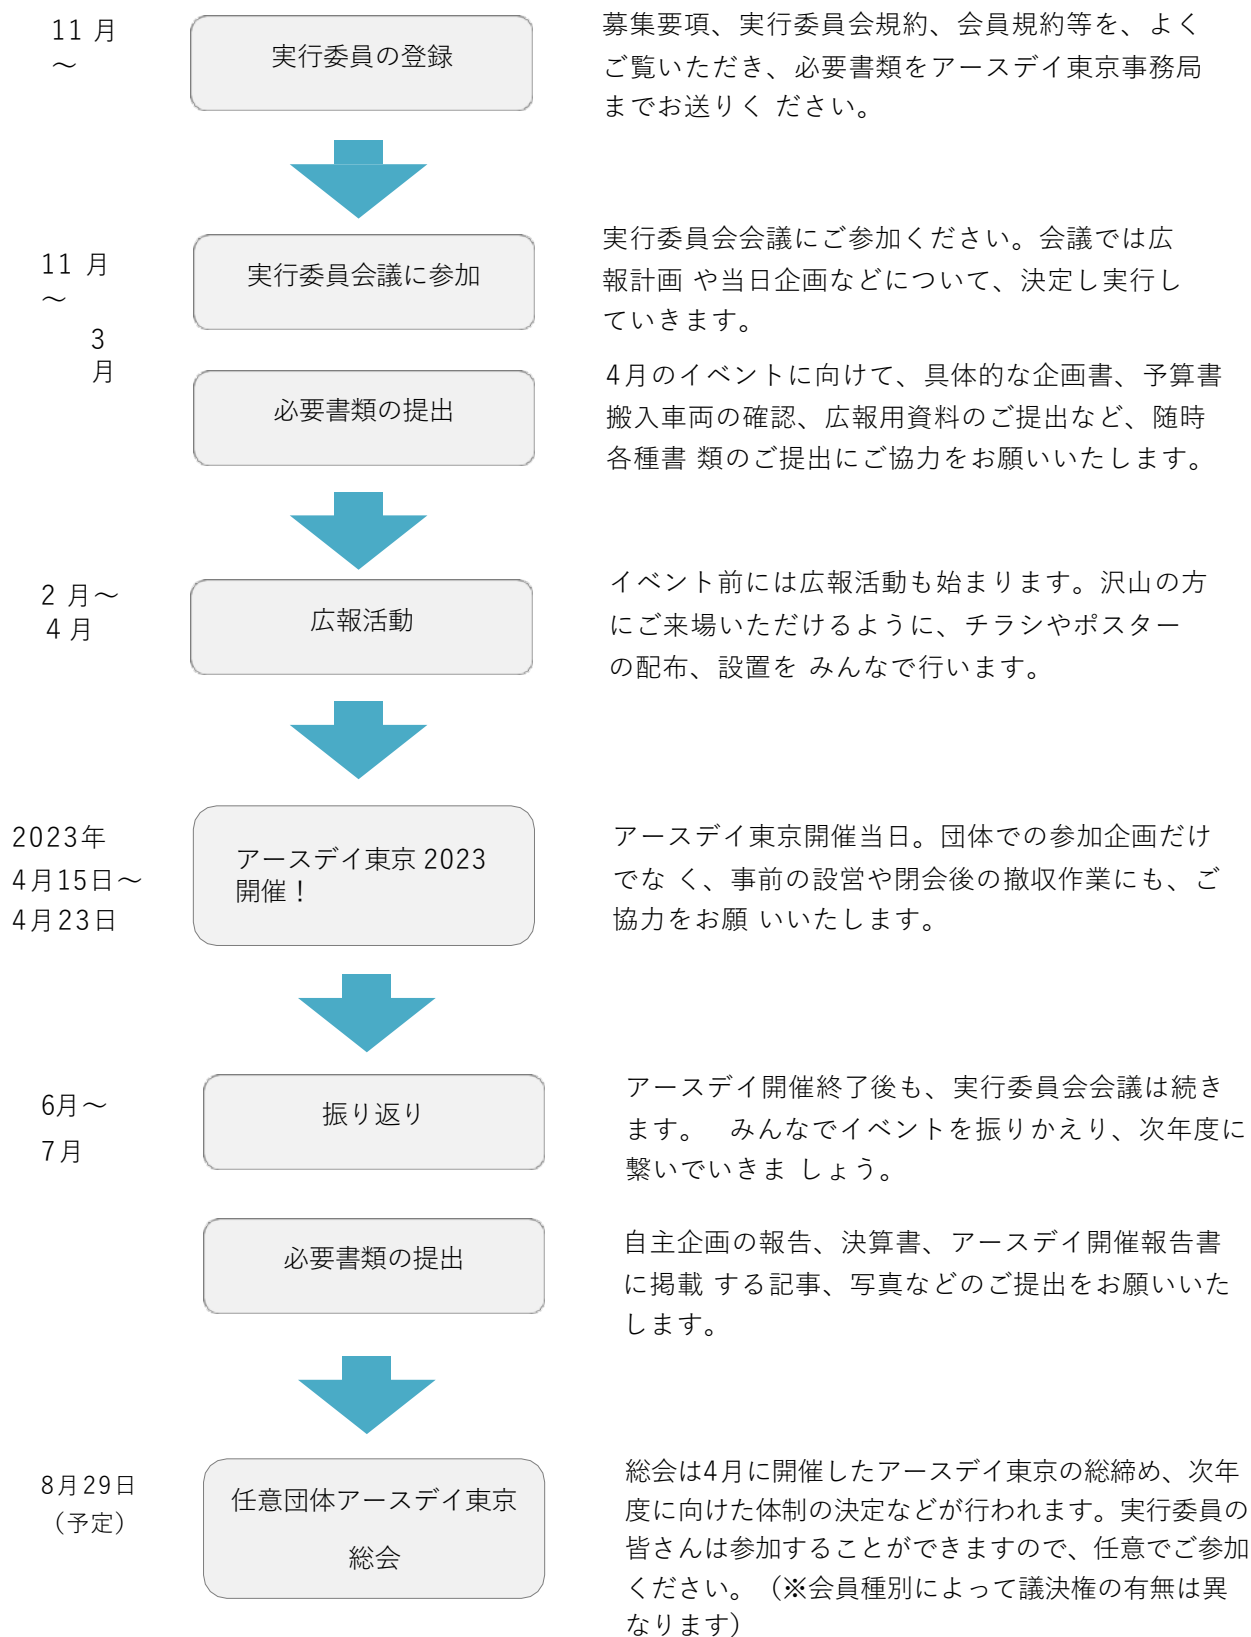 11 月
～
実行委員の登録
募集要項、実行委員会規約、会員規約等を、よく
ご覧いただき、必要書類をアースデイ東京事務局
までお送りく ださい。
11 月
～
3
月
実行委員会議に参加
実行委員会会議にご参加ください。会議では広
報計画 や当日企画などについて、決定し実行し
ていきます。
必要書類の提出
4月のイベントに向けて、具体的な企画書、予算書
搬入車両の確認、広報用資料のご提出など、随時
各種書 類のご提出にご協力をお願いいたします。
2 月～
4 月
広報活動
イベント前には広報活動も始まります。沢山の方
にご来場いただけるように、チラシやポスター
の配布、設置を みんなで行います。
2023年
4月15日～
4月23日
アースデイ東京 2023
開催！
アースデイ東京開催当日。団体での参加企画だけ
でな く、事前の設営や閉会後の撤収作業にも、ご
協力をお願 いいたします。
6月～
7月
振り返り
アースデイ開催終了後も、実行委員会会議は続き
ます。 みんなでイベントを振りかえり、次年度に
繋いでいきま しょう。
必要書類の提出
自主企画の報告、決算書、アースデイ開催報告書
に掲載 する記事、写真などのご提出をお願いいた
します。
8月29日
（予定）
任意団体アースデイ東京
総会
総会は4月に開催したアースデイ東京の総締め、次年
度に向けた体制の決定などが行われます。実行委員の
皆さんは参加することができますので、任意でご参加
ください。（※会員種別によって議決権の有無は異
なります）